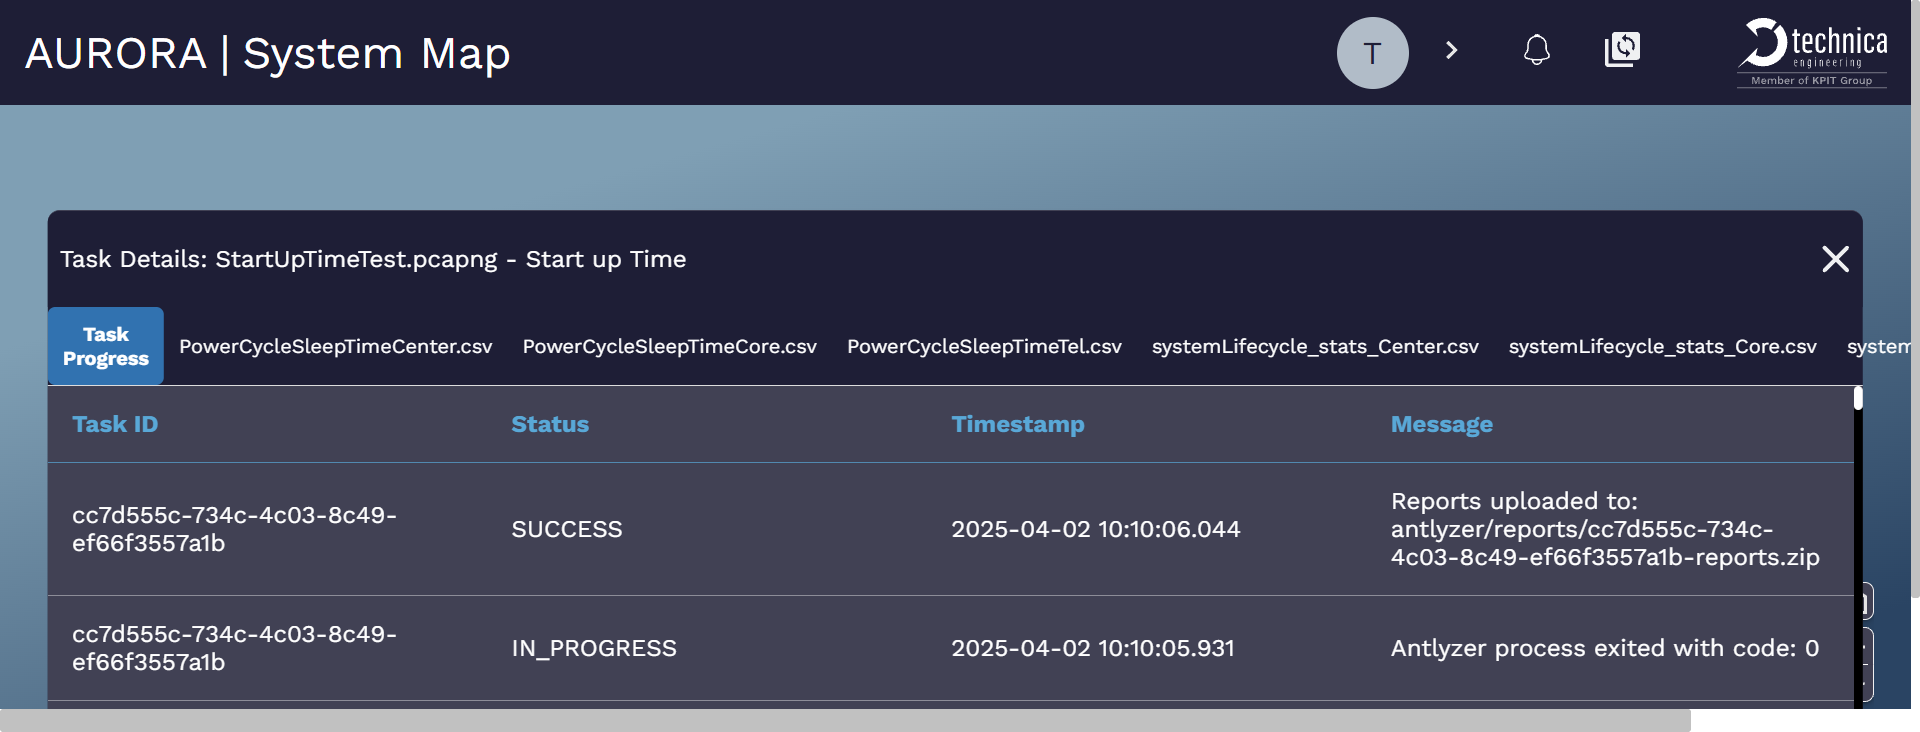 AURORA | System Map
T
technica
engineering
Member of KPIT Group
Task Details: StartUpTimeTest.pcapng - Start up Time
Task
Progress
PowerCycleSleepTimeCenter.csv
PowerCycleSleepTimeCore.csv
PowerCycleSleepTimeTel.csv
systemLifecycle_stats_Center.csv
systemLifecycle_stats_Core.csv
system
Task ID
Status
Timestamp
Message
cc7d555c-734c-4c03-8c49-
ef66f3557a1b
SUCCESS
2025-04-02 10:10:06.044
Reports uploaded to:
antlyzer/reports/cc7d555c-734c-
4c03-8c49-ef66f3557a1b-reports.zip
cc7d555c-734c-4c03-8c49-
ef66f3557a1b
IN_PROGRESS
2025-04-02 10:10:05.931
Antlyzer process exited with code: 0